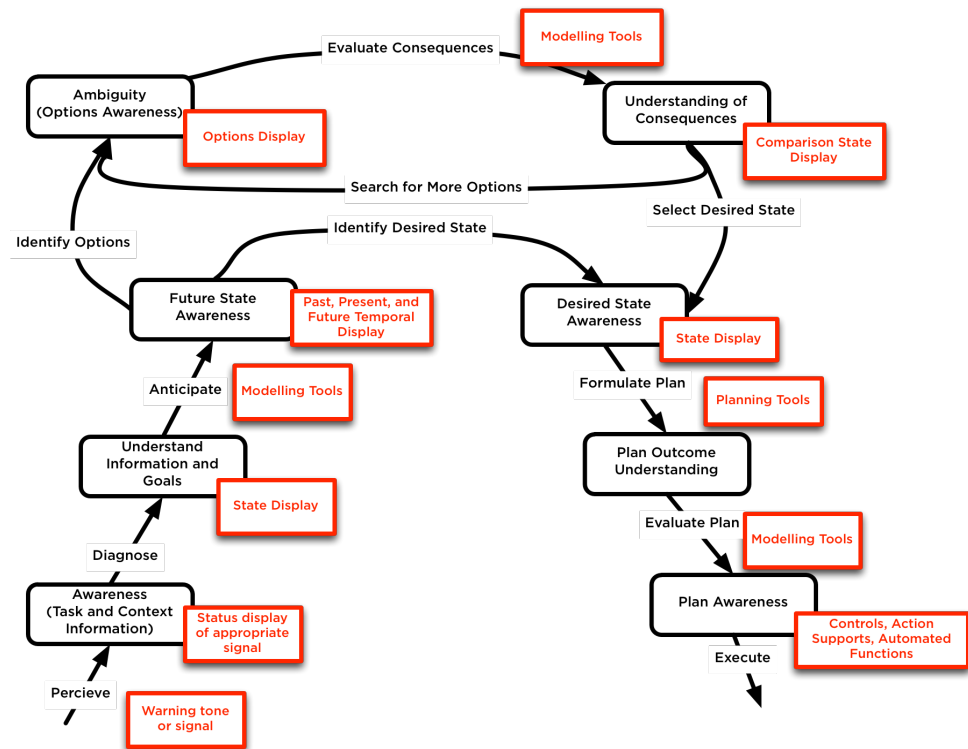 Evaluate Consequences
Modelling Tools
Ambiguity
(Options Awareness)
Options Display
Understanding of
Consequences
Comparison State
Display
Search for More Options
Select Desired State
Identify Options
Identify Desired State
Future State
Awareness
Past, Present, and
Future Temporal
Display
Desired State
Awareness
State Display
Anticipate
Modelling Tools
Formulate Plan
Planning Tools
Understand
Information and
Goals
State Display
Plan Outcome
Understanding
Evaluate Plan
Modelling Tools
Diagnose
Awareness
(Task and Context
Information)
Status display
of appropriate
signal
Plan Awareness
Controls, Action
Supports, Automated
Functions
Execute
Percieve
Warning tone
or signal